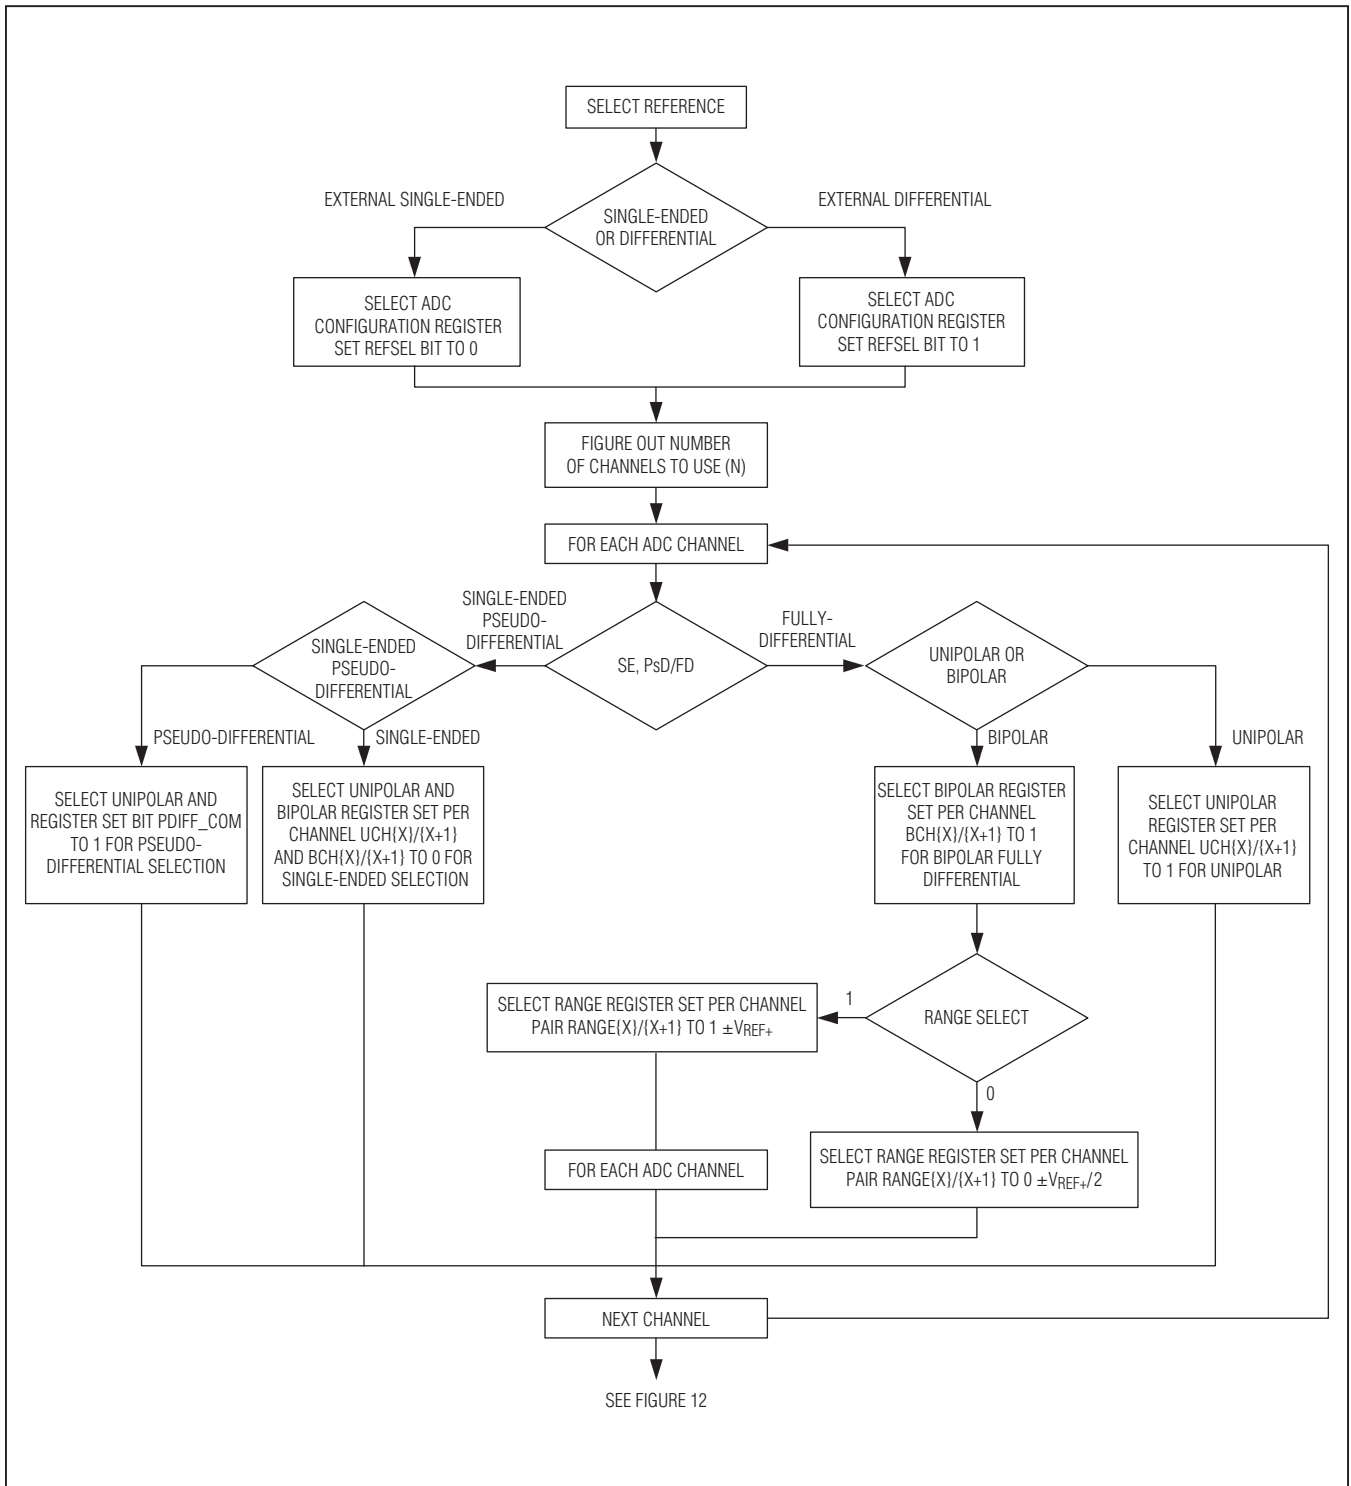 SELECT REFERENCE
EXTERNAL SINGLE-ENDED
EXTERNAL DIFFERENTIAL
SINGLE-ENDED
OR DIFFERENTIAL
SELECT ADC
CONFIGURATION REGISTER
SET REFSEL BIT TO 0
SELECT ADC
CONFIGURATION REGISTER
SET REFSEL BIT TO 1
FIGURE OUT NUMBER
OF CHANNELS TO USE (N)
FOR EACH ADC CHANNEL
SINGLE-ENDED
PSEUDO-
DIFFERENTIAL
FULLY-
DIFFERENTIAL
SINGLE-ENDED
PSEUDO-
DIFFERENTIAL
SE, PsD/FD
UNIPOLAR OR
BIPOLAR
PSEUDO-DIFFERENTIAL
SINGLE-ENDED
BIPOLAR
UNIPOLAR
SELECT UNIPOLAR AND
REGISTER SET BIT PDIFF_COM
TO 1 FOR PSEUDO-
DIFFERENTIAL SELECTION
SELECT UNIPOLAR AND
BIPOLAR REGISTER SET PER
CHANNEL UCH{X}/{X+1}
AND BCH{X}/{X+1} TO 0 FOR
SINGLE-ENDED SELECTION
SELECT BIPOLAR REGISTER
SET PER CHANNEL
BCH{X}/{X+1} TO 1
FOR BIPOLAR FULLY
DIFFERENTIAL
SELECT UNIPOLAR
REGISTER SET PER
CHANNEL UCH{X}/{X+1}
TO 1 FOR UNIPOLAR
SELECT RANGE REGISTER SET PER CHANNEL
PAIR RANGE{X}/{X+1} TO 1 ±VREF+
1
RANGE SELECT
0
FOR EACH ADC CHANNEL
SELECT RANGE REGISTER SET PER CHANNEL
PAIR RANGE{X}/{X+1} TO 0 ±VREF+/2
NEXT CHANNEL
SEE FIGURE 12